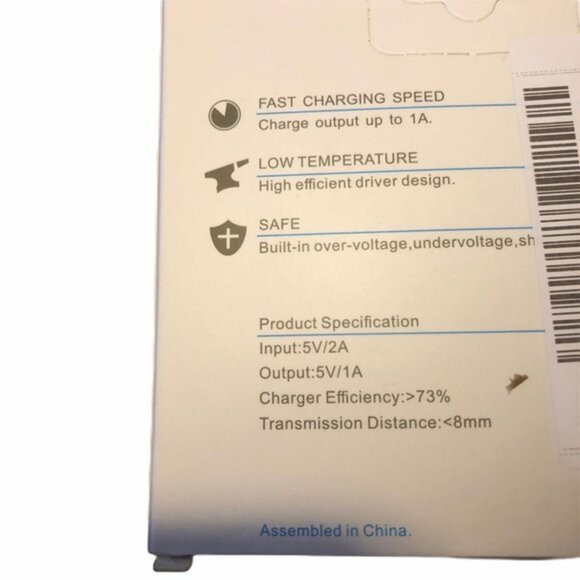 FAST CHARGING SPEED
Charge output up to 1A.
LOW TEMPERATURE
High efficient driver design.
SAFE
Built-in over-voltage,undervoltage,sh
Product Specification
Input:5V/2A
Output:5V/1A
Charger Efficiency:>73%
Transmission Distance:<8mm
Assembled in China.